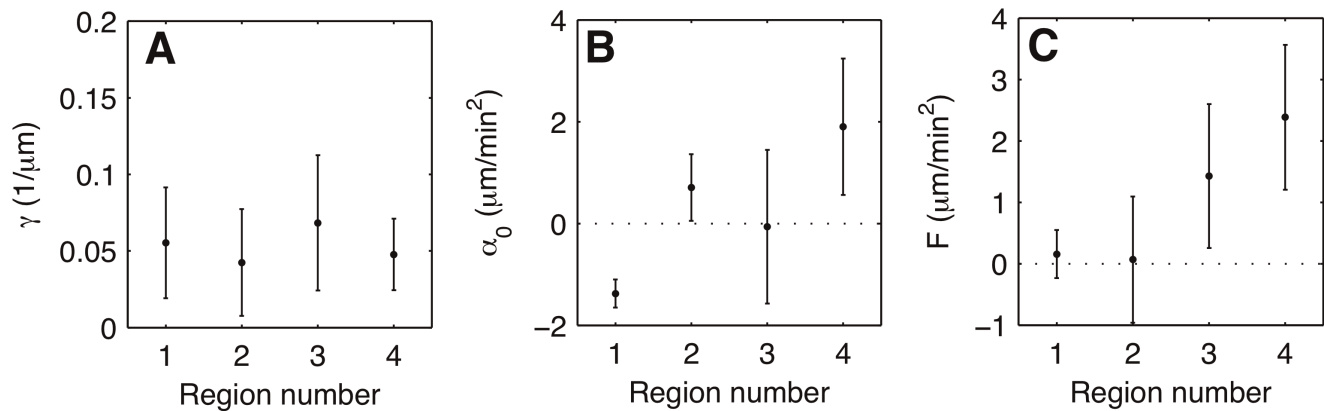 A
0.2
0.15
0.1
0.05
0
γ (1/μm)
1 2 3 4
Region number
B
4
2
0
−2
α0 (μm/min2)
1 2 3 4
Region number
C
4
3
2
1
0
−1
F (μm/min2)
1 2 3 4
Region number